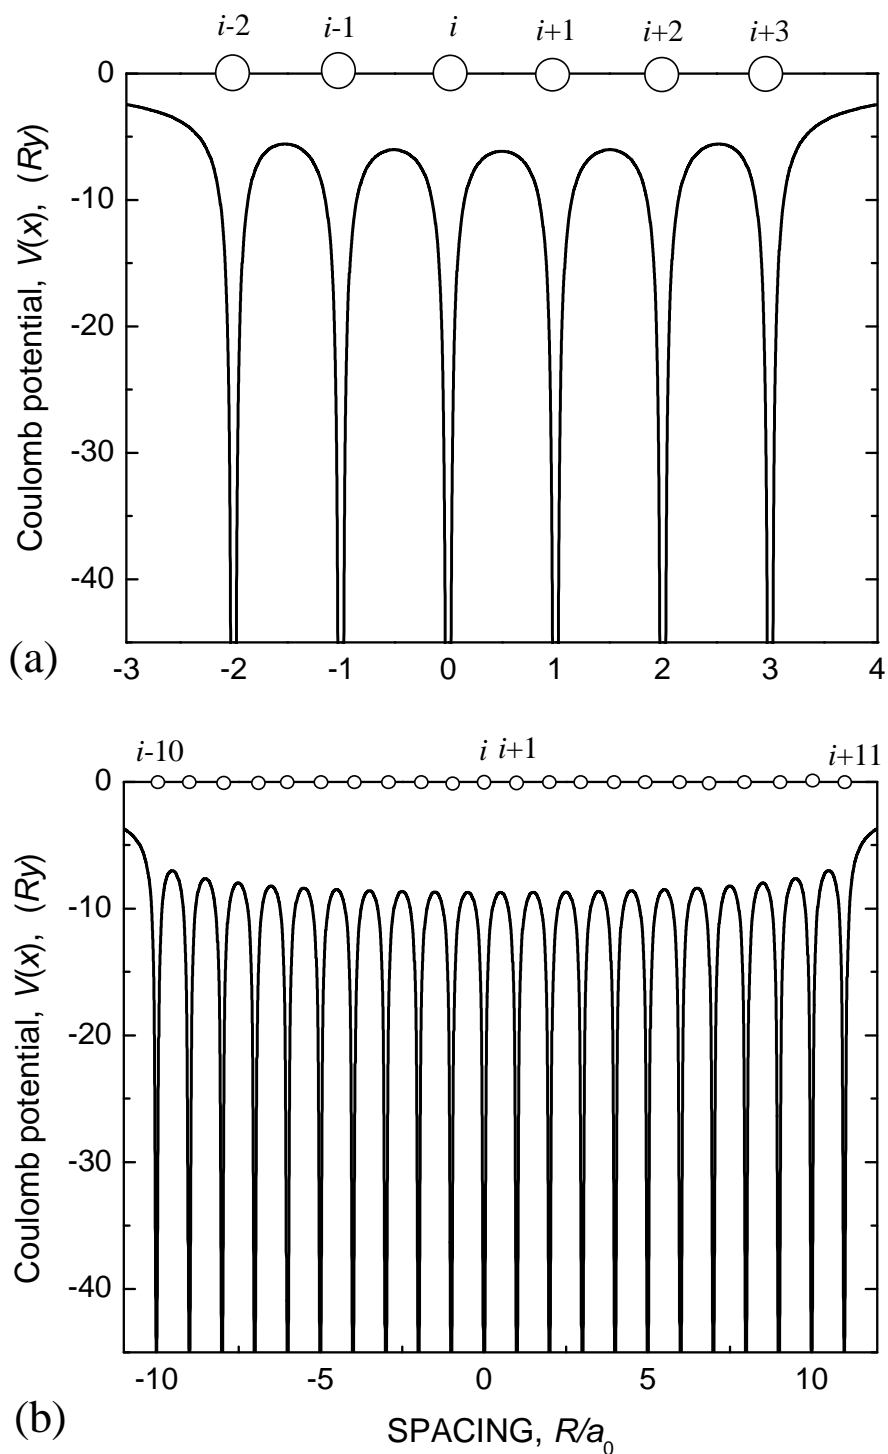 i-2 i-1 i i+1 i+2 i+3
0
-10
-20
-30
-40
Coulomb potential, V(x), (Ry)
(a)
-3 -2 -1 0 1 2 3 4
i-10 i i+1 i+11
0
-10
-20
-30
-40
Coulomb potential, V(x), (Ry)
-10 -5 0 5 10
(b)
SPACING, R/a₀